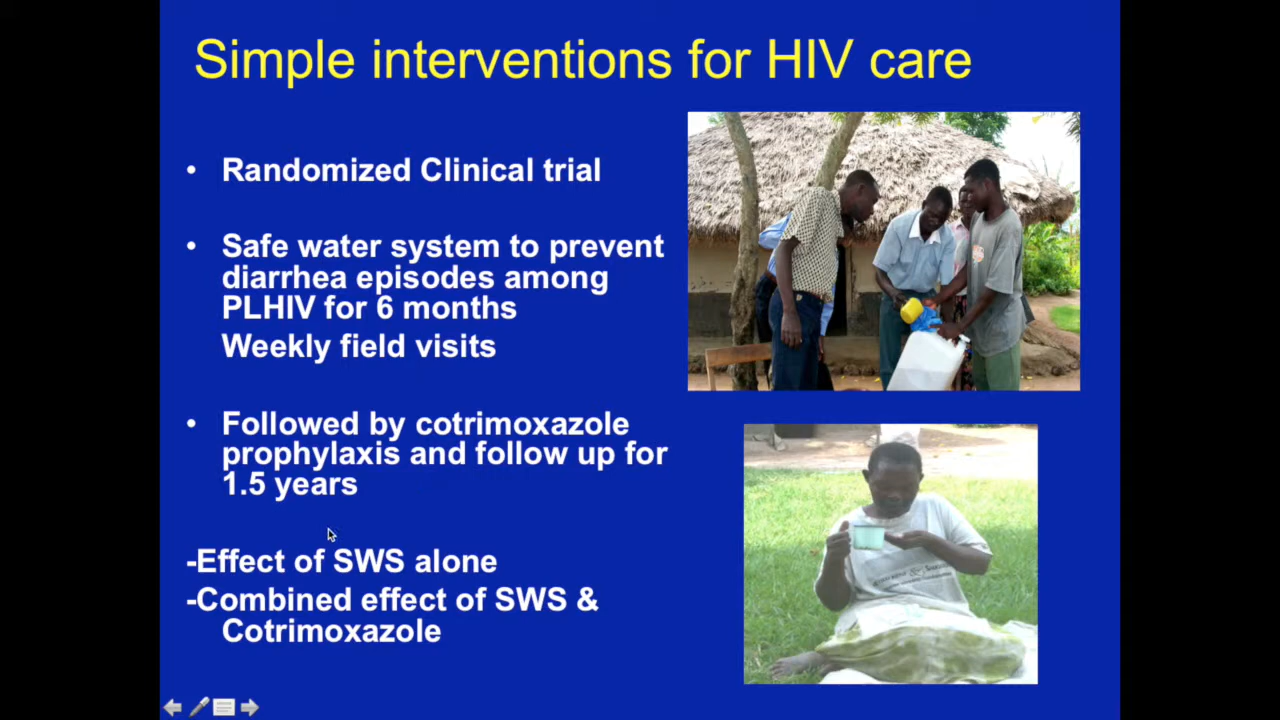 Simple interventions for HIV care
• Randomized Clinical trial
• Safe water system to prevent
diarrhea episodes among
PLHIV for 6 months
Weekly field visits
• Followed by cotrimoxazole
prophylaxis and follow up for
1.5 years
-Effect of SWS alone
-Combined effect of SWS &
Cotrimoxazole